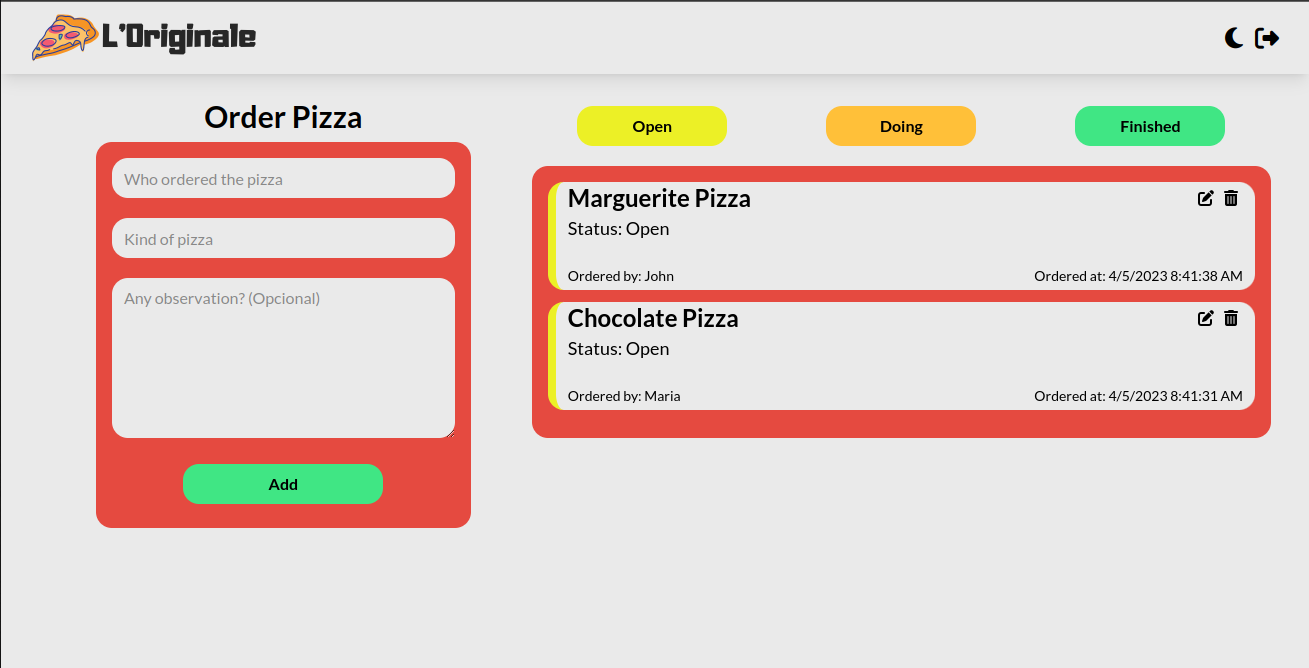 L'Originale
Order Pizza
Who ordered the pizza
Kind of pizza
Any observation? (Opcional)
Add
Open
Doing
Finished
Marguerite Pizza
Status: Open
Ordered by: John
Ordered at: 4/5/2023 8:41:38 AM
Chocolate Pizza
Status: Open
Ordered by: Maria
Ordered at: 4/5/2023 8:41:31 AM